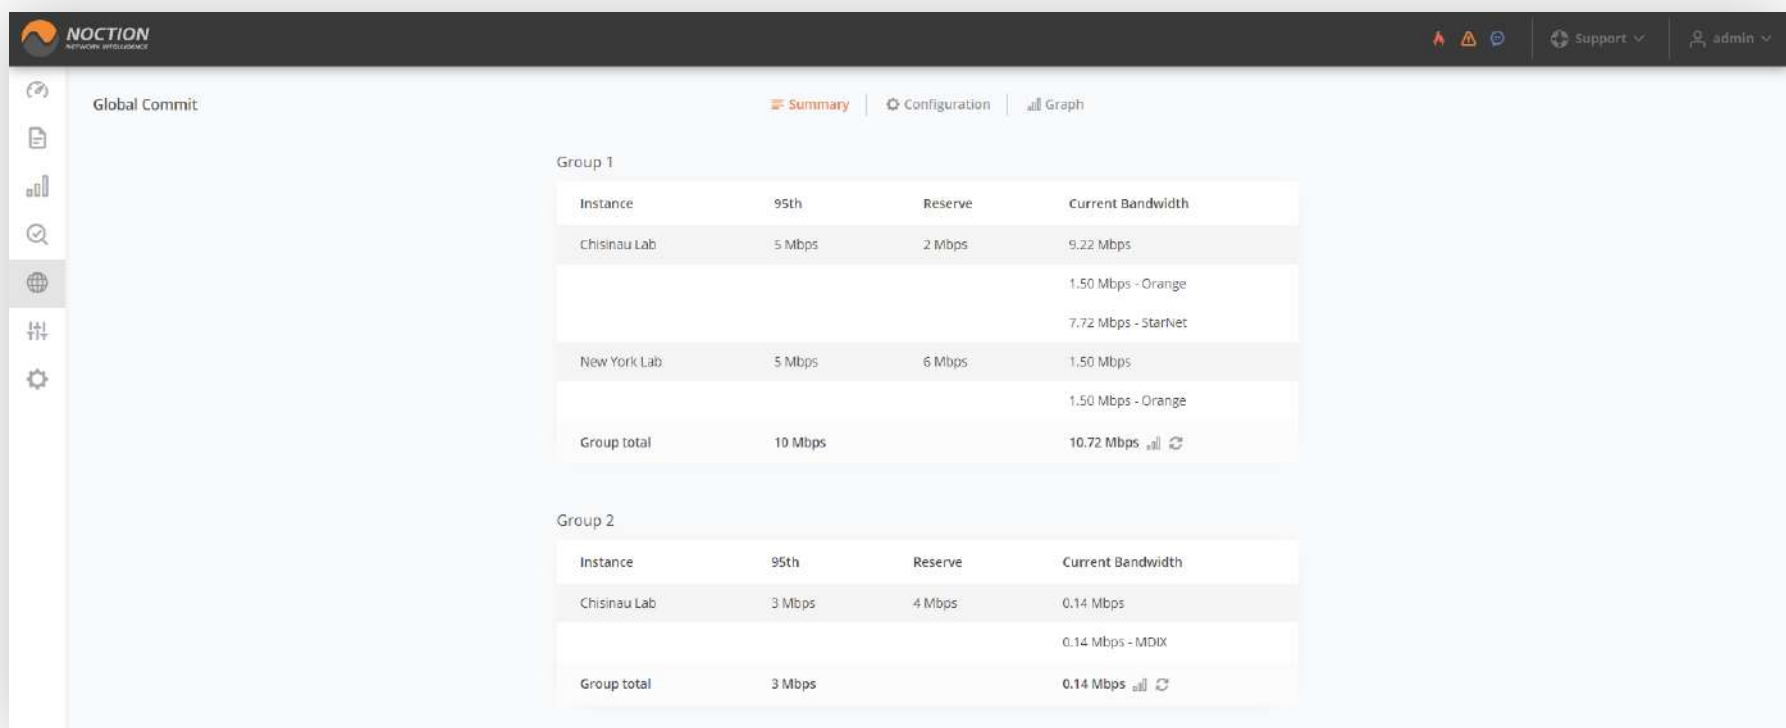 NOCTION
NETWORK INTELLIGENCE
Support
admin
Global Commit
Summary
Configuration
Graph
Group 1
Instance 95th Reserve Current Bandwidth
Chisinau Lab 5 Mbps 2 Mbps 9.22 Mbps
1.50 Mbps - Orange
7.72 Mbps - StarNet
New York Lab 5 Mbps 6 Mbps 1.50 Mbps
1.50 Mbps - Orange
Group total 10 Mbps 10.72 Mbps
Group 2
Instance 95th Reserve Current Bandwidth
Chisinau Lab 3 Mbps 4 Mbps 0.14 Mbps
0.14 Mbps - MDIX
Group total 3 Mbps 0.14 Mbps